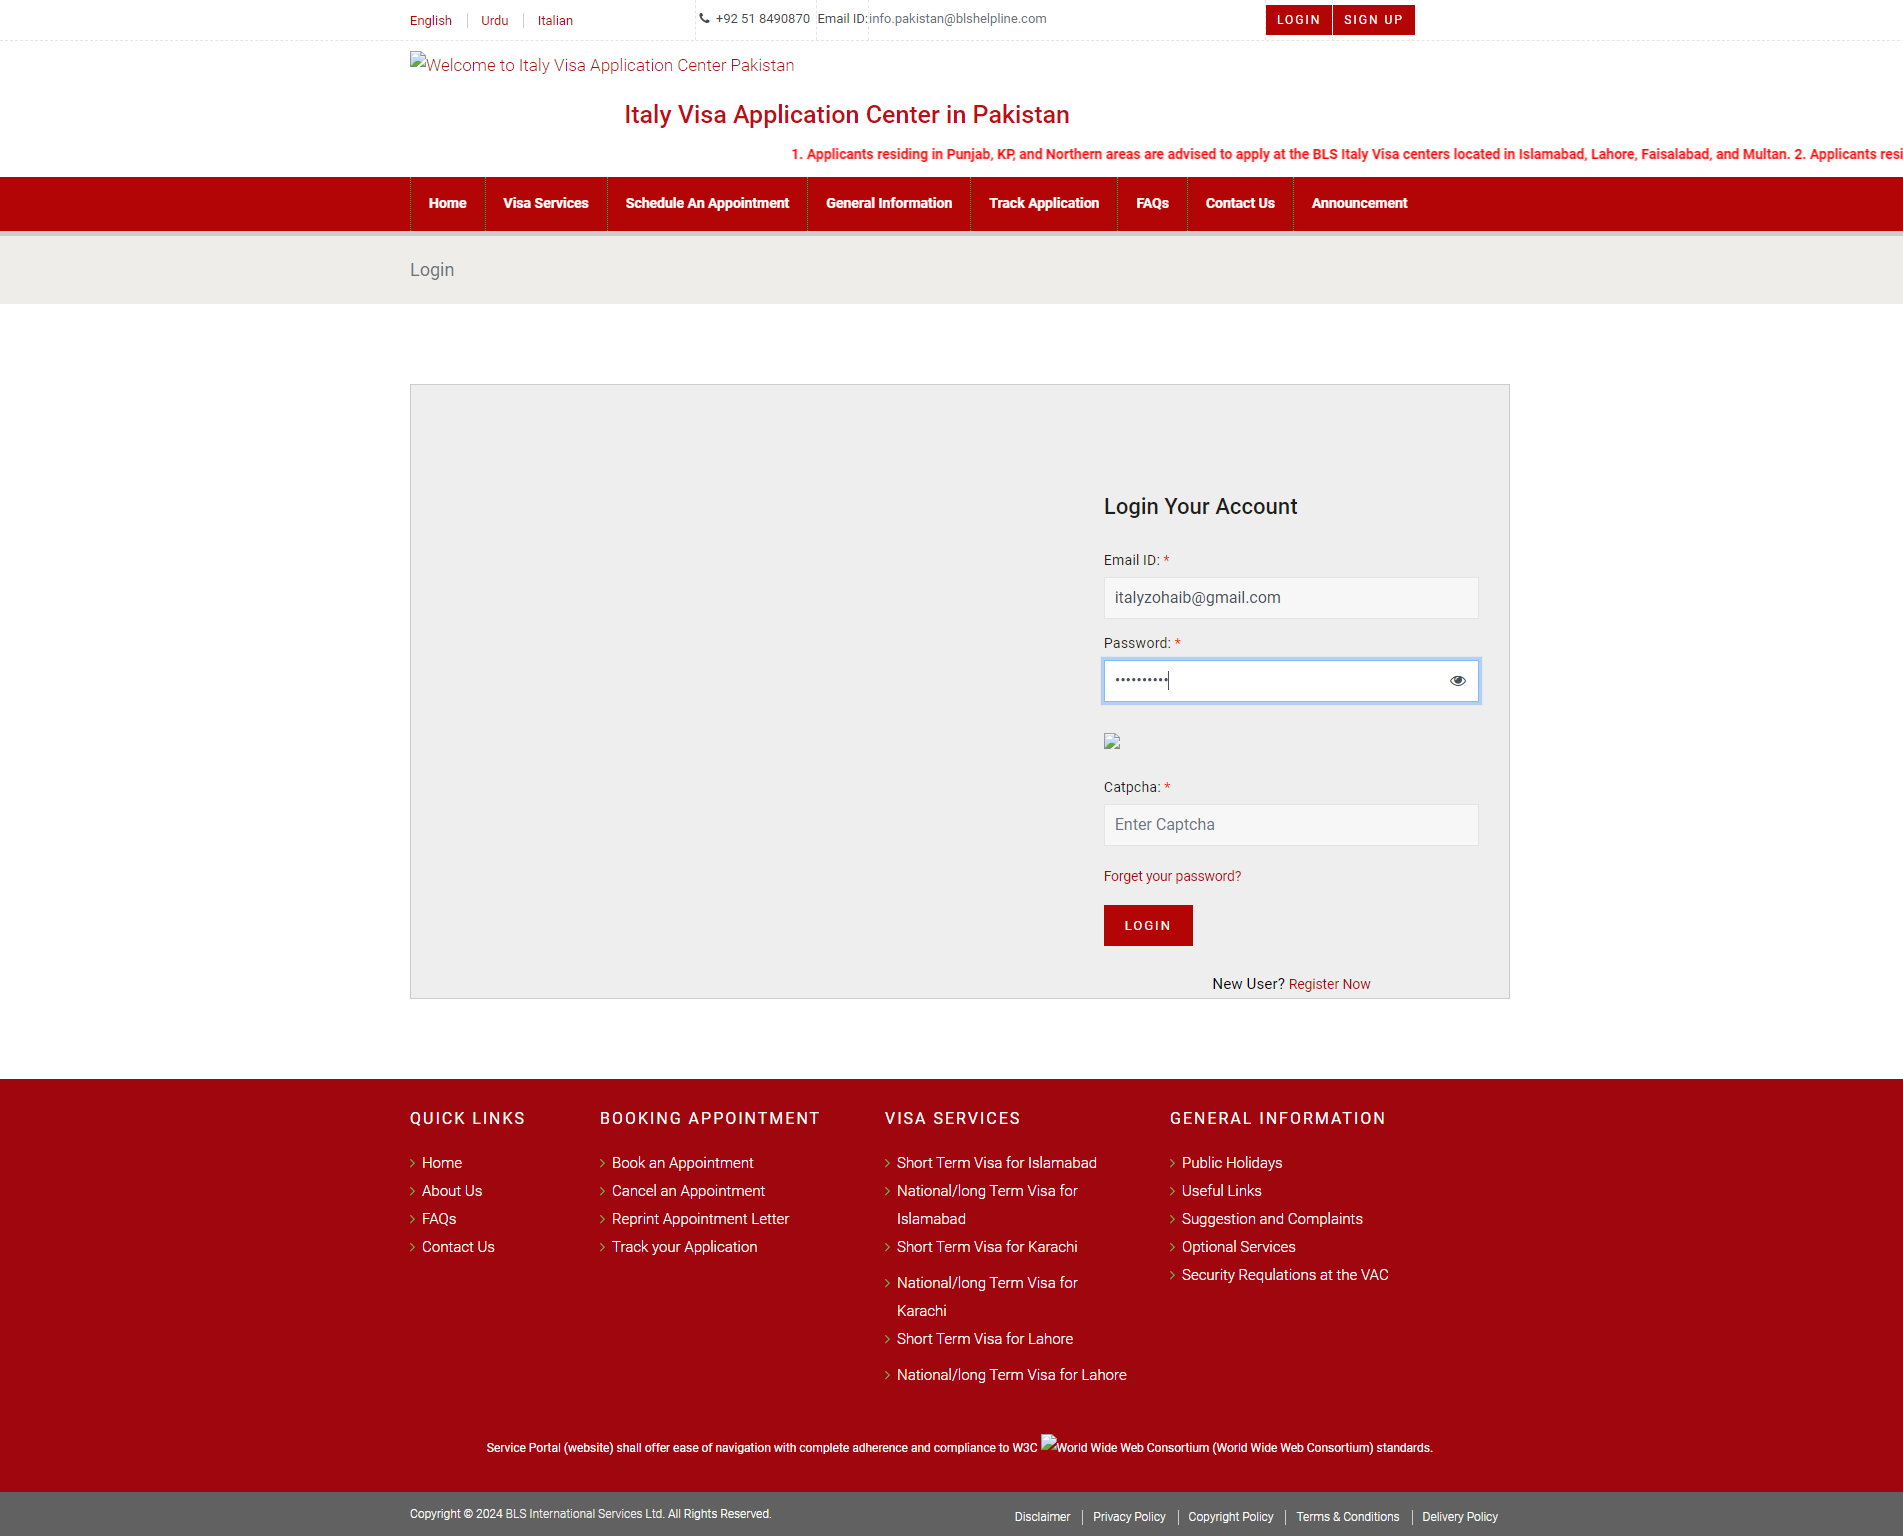 English
Urdu
Italian
+92 51 8490870
Email ID:info.pakistan@blshelpline.com
LOGIN
SIGN UP
Welcome to Italy Visa Application Center Pakistan
Italy Visa Application Center in Pakistan
1. Applicants residing in Punjab, KP, and Northern areas are advised to apply at the BLS Italy Visa centers located in Islamabad, Lahore, Faisalabad, and Multan. 2. Applicants resi
Home
Visa Services
Schedule An Appointment
General Information
Track Application
FAQs
Contact Us
Announcement
Login
Login Your Account
Email ID: *
italyzohaib@gmail.com
Password: *
••••••••••
Catpcha: *
Enter Captcha
Forget your password?
LOGIN
New User? Register Now
QUICK LINKS
Home
About Us
FAQs
Contact Us
BOOKING APPOINTMENT
Book an Appointment
Cancel an Appointment
Reprint Appointment Letter
Track your Application
VISA SERVICES
Short Term Visa for Islamabad
National/long Term Visa for
Islamabad
Short Term Visa for Karachi
National/long Term Visa for
Karachi
Short Term Visa for Lahore
National/long Term Visa for Lahore
GENERAL INFORMATION
Public Holidays
Useful Links
Suggestion and Complaints
Optional Services
Security Requlations at the VAC
Service Portal (website) shall offer ease of navigation with complete adherence and compliance to W3C World Wide Web Consortium (World Wide Web Consortium) standards.
Copyright © 2024 BLS International Services Ltd. All Rights Reserved.
Disclaimer
Privacy Policy
Copyright Policy
Terms & Conditions
Delivery Policy